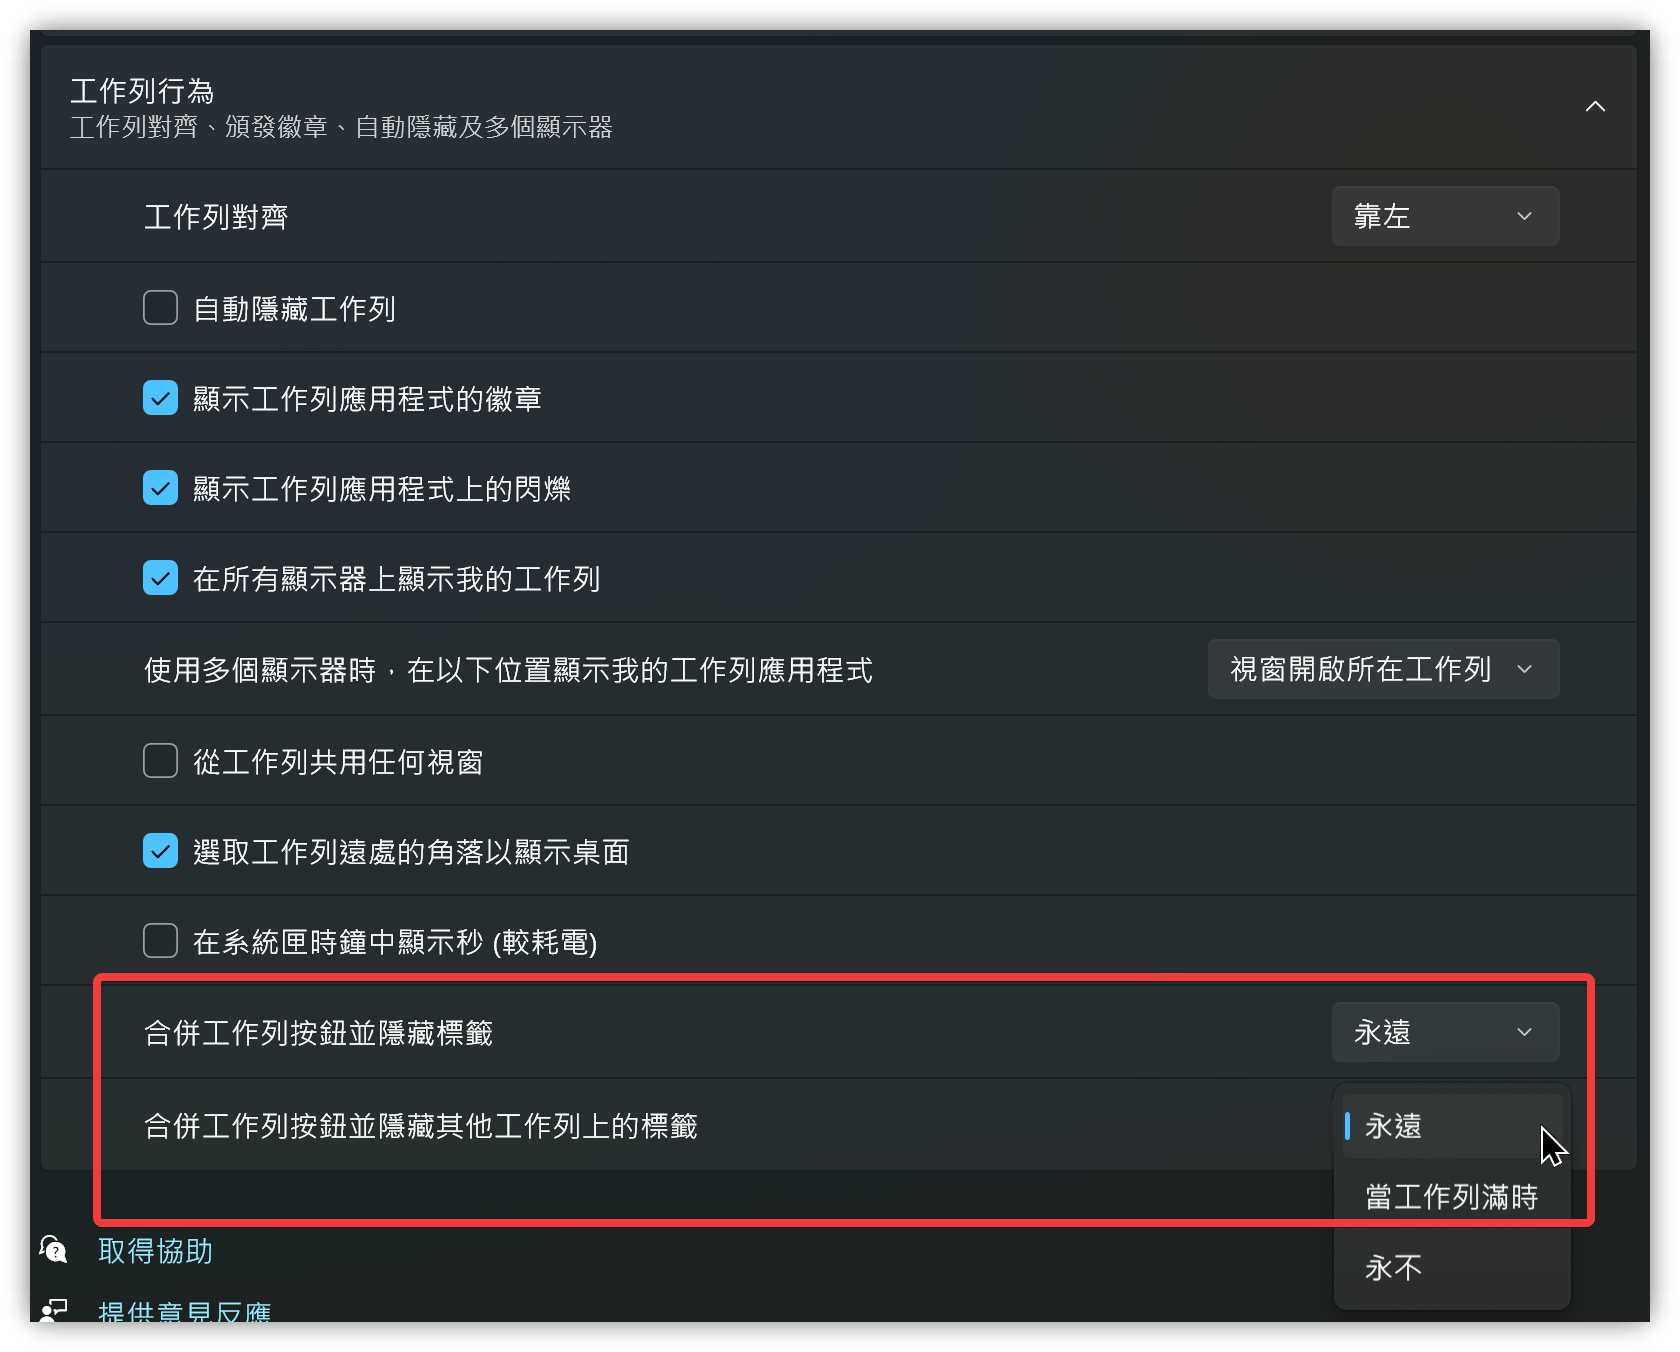 工作列行為
工作列對齊、頒發徽章、自動隱藏及多個顯示器
工作列對齊
靠左
自動隱藏工作列
顯示工作列應用程式的徽章
顯示工作列應用程式上的閃爍
在所有顯示器上顯示我的工作列
使用多個顯示器時，在以下位置顯示我的工作列應用程式
視窗開啟所在工作列
從工作列共用任何視窗
選取工作列遠處的角落以顯示桌面
在系統匣時鐘中顯示秒 (較耗電)
合併工作列按鈕並隱藏標籤
永遠
合併工作列按鈕並隱藏其他工作列上的標籤
永遠
當工作列滿時
永不
取得協助
提供意見反應